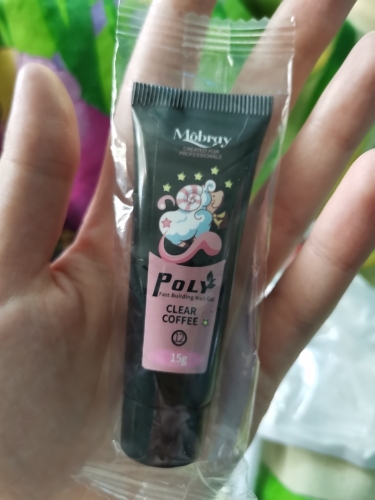 Mobray
CREATED FOR
PROFESSIONALS
POLY
Fast Building Nail Gel
CLEAR
COFFEE
12
15g